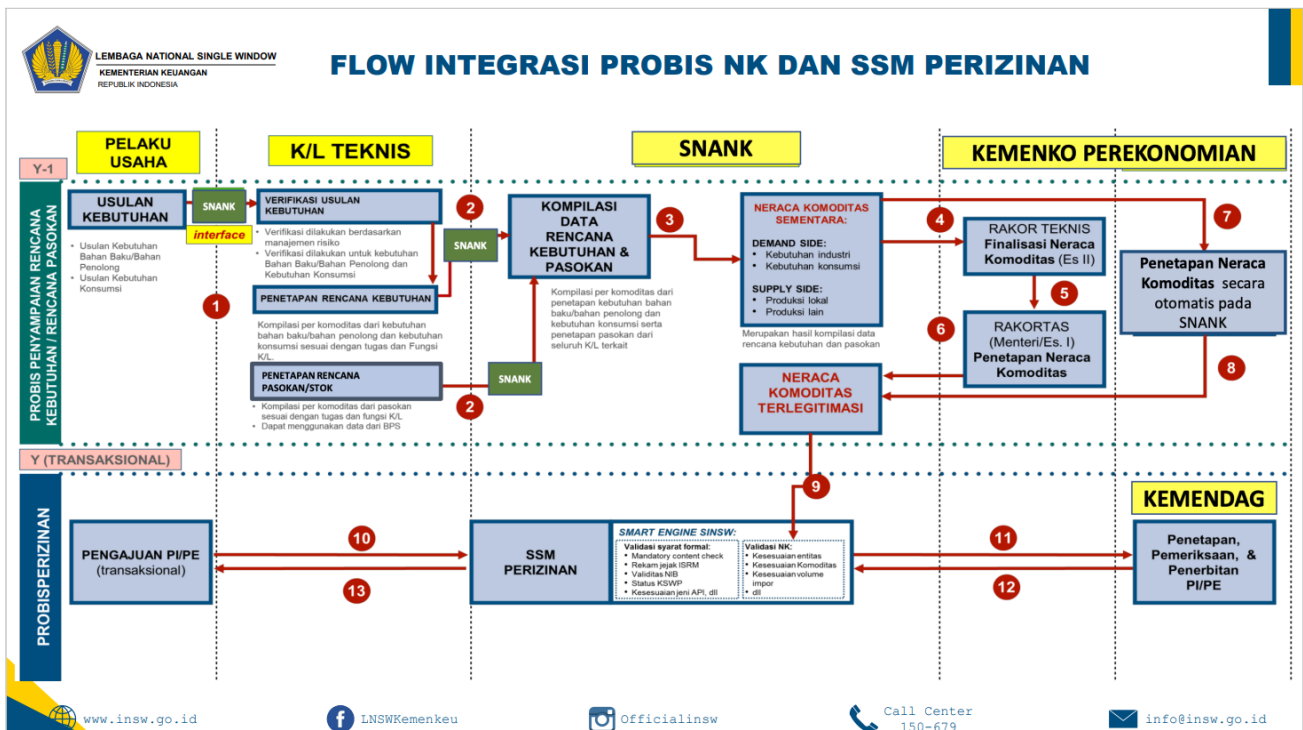 LEMBAGA NATIONAL SINGLE WINDOW
KEMENTERIAN KEUANGAN
REPUBLIK INDONESIA
FLOW INTEGRASI PROBIS NK DAN SSM PERIZINAN
PELAKU
USAHA
K/L TEKNIS
SNANK
KEMENKO PEREKONOMIAN
Y-1
PROBIS PENYAMPAIAN RENCANA
KEBUTUHAN / RENCANA PASOKAN
USULAN
KEBUTUHAN
• Usulan Kebutuhan
Bahan Baku/Bahan
Penolong
• Usulan Kebutuhan
Konsumsi
SNANK
interface
1
VERIFIKASI USULAN
KEBUTUHAN
• Verifikasi dilakukan berdasarkan
manajemen risiko
• Verifikasi dilakukan untuk kebutuhan
Bahan Baku/Bahan Penolong dan
Kebutuhan Konsumsi
PENETAPAN RENCANA KEBUTUHAN
Kompilasi per komoditas dari kebutuhan
bahan baku/bahan penolong dan kebutuhan
konsumsi sesuai dengan tugas dan Fungsi
K/L.
PENETAPAN RENCANA
PASOKAN/STOK
• Kompilasi per komoditas dari pasokan
sesuai dengan tugas dan fungsi K/L
• Dapat menggunakan data dari BPS
2
SNANK
2
SNANK
KOMPILASI
DATA
RENCANA
KEBUTUHAN &
PASOKAN
Kompilasi per komoditas dari
penetapan kebutuhan bahan
baku/bahan penolong dan
kebutuhan konsumsi serta
penetapan pasokan dari
seluruh K/L terkait
3
NERACA KOMODITAS
SEMENTARA:
DEMAND SIDE:
• Kebutuhan industri
• Kebutuhan konsumsi
SUPPLY SIDE:
• Produksi lokal
• Produksi lain
Merupakan hasil kompilasi data
rencana kebutuhan dan pasokan
NERACA
KOMODITAS
TERLEGITIMASI
4
RAKOR TEKNIS
Finalisasi Neraca
Komoditas (Es II)
5
6
RAKORTAS
(Menteri/Es. I)
Penetapan Neraca
Komoditas
7
Penetapan Neraca
Komoditas secara
otomatis pada
SNANK
8
Y (TRANSAKSIONAL)
PROBISPERIZINAN
9
KEMENDAG
PENGAJUAN PI/PE
(transaksional)
10
13
SSM
PERIZINAN
SMART ENGINE SINSW:
Validasi syarat formal:
• Mandatory content check
• Rekam jejak ISRM
• Validitas NIB
• Status KSWP
• Kesesuaian jeni API, dll
Validasi NK:
• Kesesuaian entitas
• Kesesuaian Komoditas
• Kesesuaian volume
impor
• dll
11
12
Penetapan,
Pemeriksaan, &
Penerbitan
PI/PE
www.insw.go.id
LNSWKemenkeu
Officialinsw
Call Center
150-679
info@insw.go.id